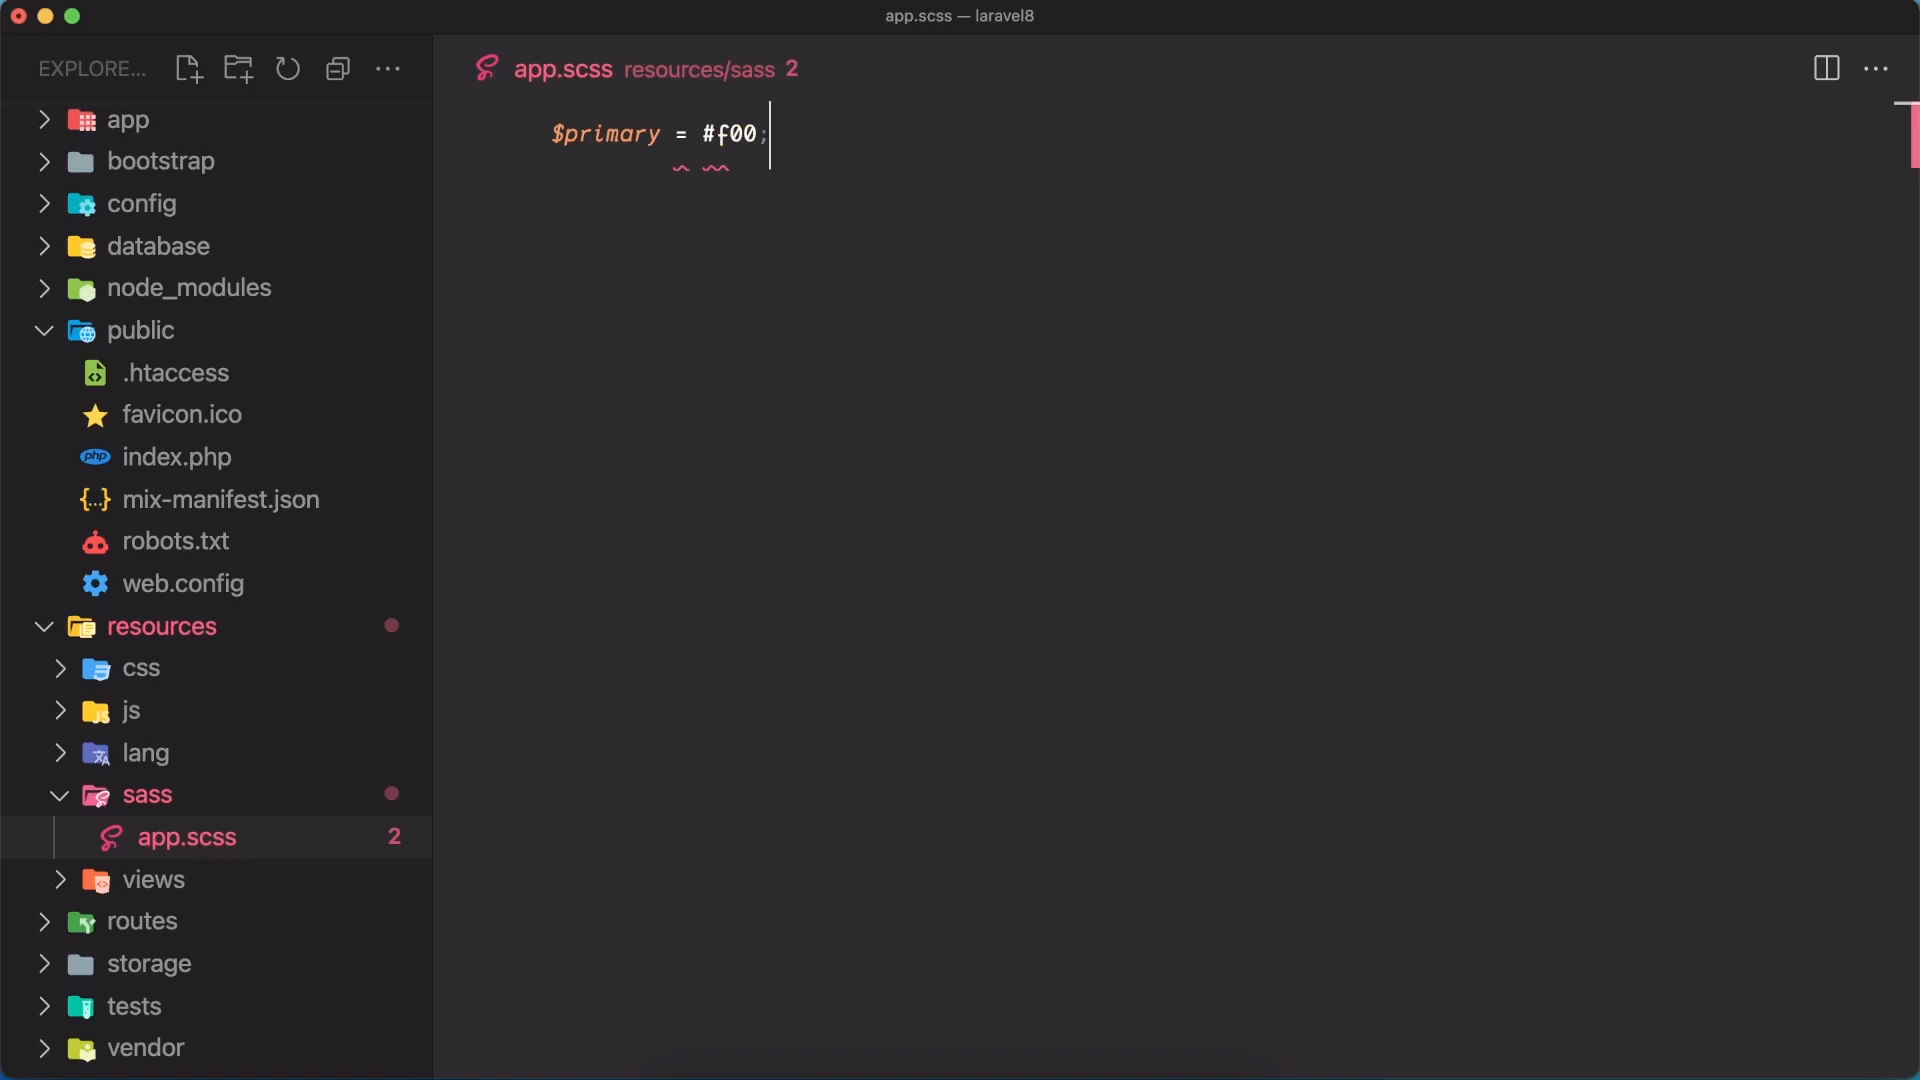 app.scss — laravel8
EXPLORE...
app.scss resources/sass 2
$primary = #f00;
app
bootstrap
config
database
node_modules
public
.htaccess
favicon.ico
php index.php
{...} mix-manifest.json
robots.txt
web.config
resources
css
JS js
lang
sass
app.scss 2
views
routes
storage
tests
vendor